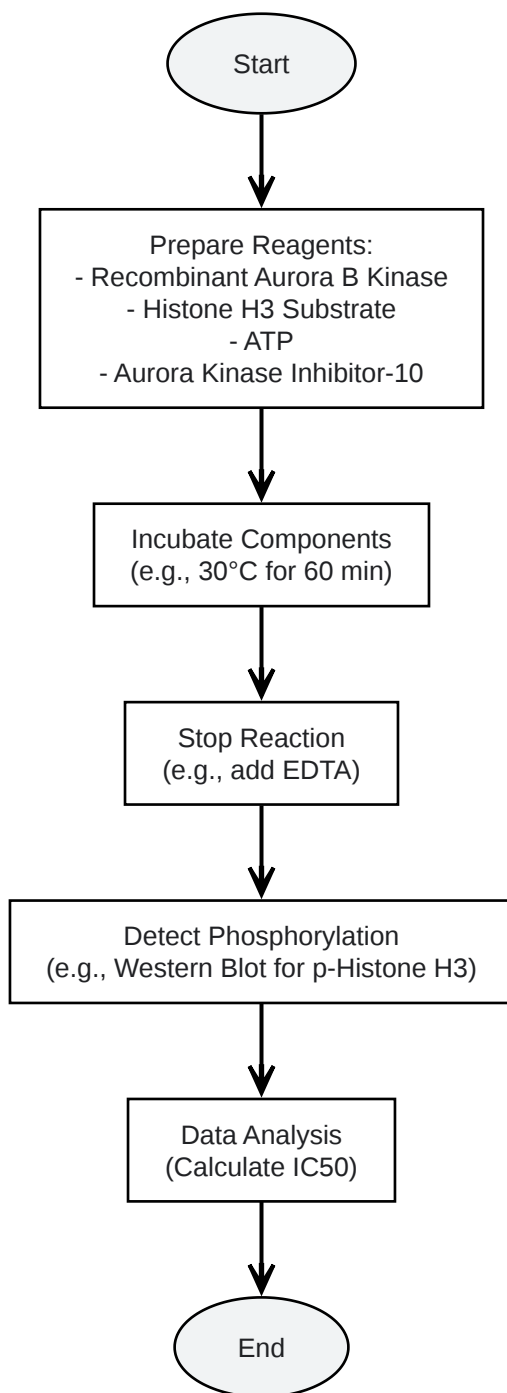 Start
Prepare Reagents:
- Recombinant Aurora B Kinase
- Histone H3 Substrate
- ATP
- Aurora Kinase Inhibitor-10
Incubate Components
(e.g., 30°C for 60 min)
Stop Reaction
(e.g., add EDTA)
Detect Phosphorylation
(e.g., Western Blot for p-Histone H3)
Data Analysis
(Calculate IC50)
End